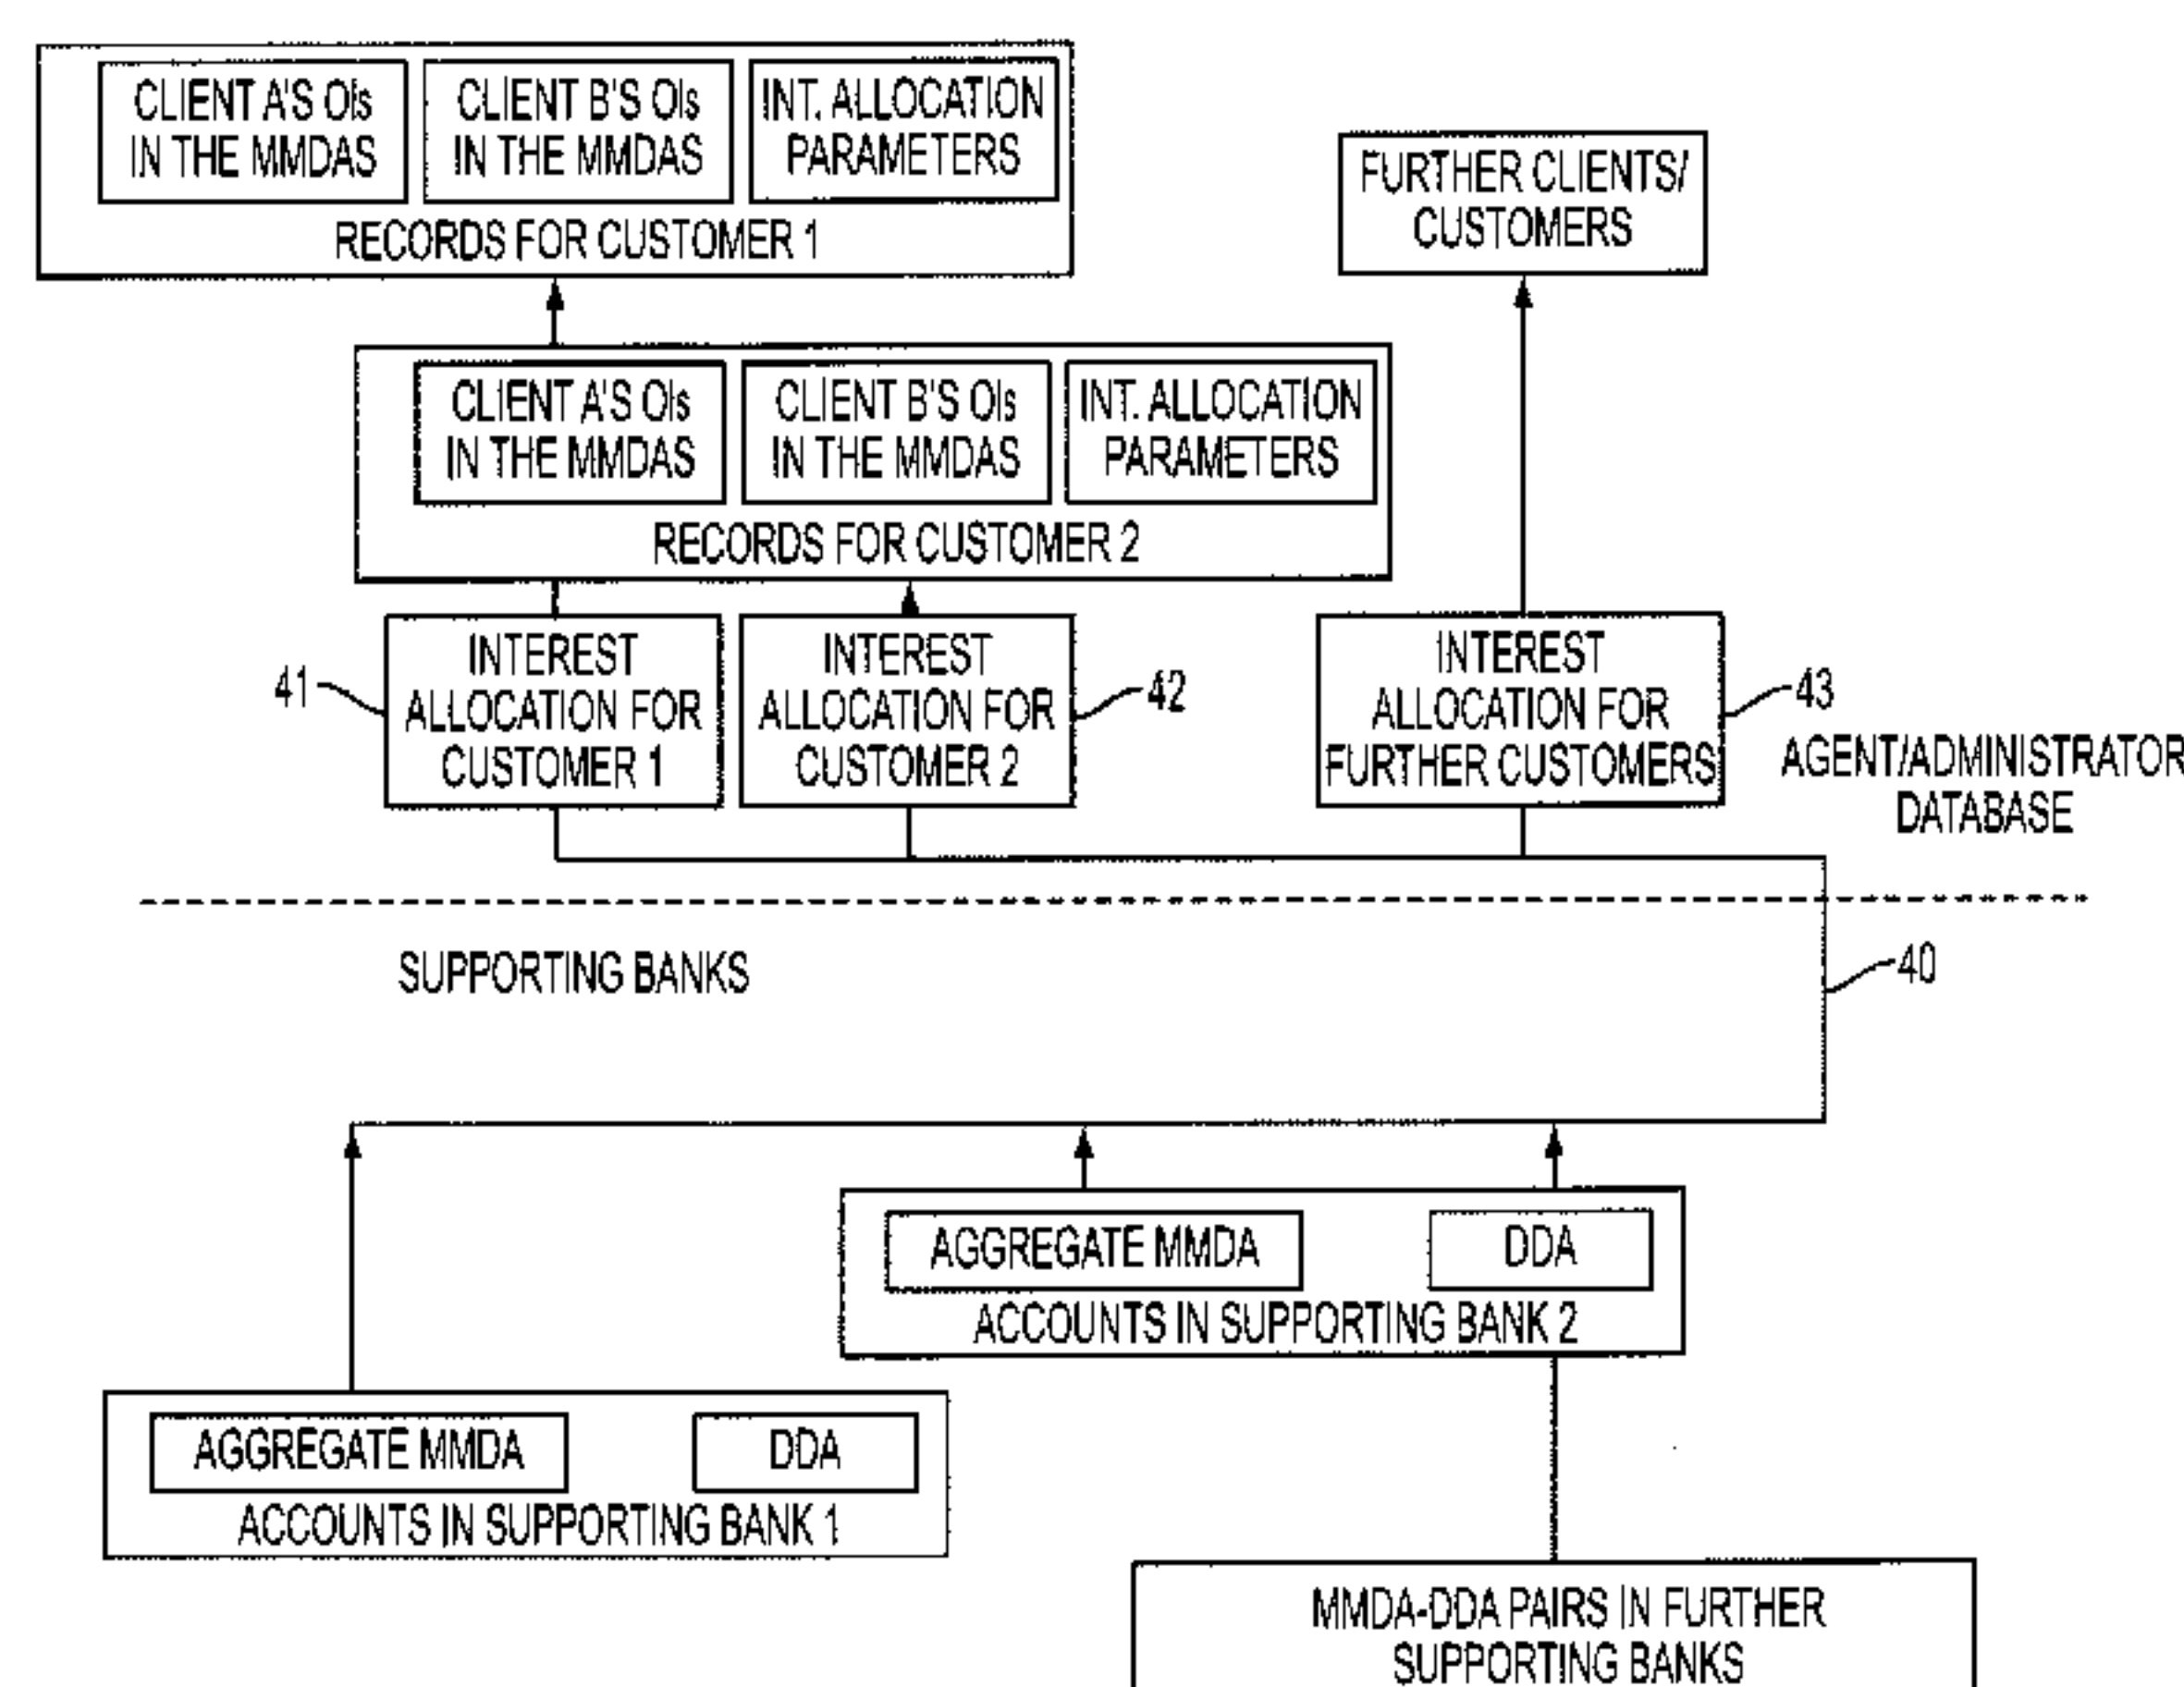 CLIENT A'S OIs
IN THE MMDAS
CLIENT B'S OIs
IN THE MMDAS
INT. ALLOCATION
PARAMETERS
RECORDS FOR CUSTOMER 1
FURTHER CLIENTS/
CUSTOMERS
CLIENT A'S OIs
IN THE MMDAS
CLIENT B'S OIs
IN THE MMDAS
INT. ALLOCATION
PARAMETERS
RECORDS FOR CUSTOMER 2
41
INTEREST
ALLOCATION FOR
CUSTOMER 1
INTEREST
ALLOCATION FOR
CUSTOMER 2
42
INTEREST
ALLOCATION FOR
FURTHER CUSTOMERS
43
AGENT/ADMINISTRATOR
DATABASE
SUPPORTING BANKS
40
AGGREGATE MMDA
DDA
ACCOUNTS IN SUPPORTING BANK 2
AGGREGATE MMDA
DDA
ACCOUNTS IN SUPPORTING BANK 1
MMDA-DDA PAIRS IN FURTHER
SUPPORTING BANKS